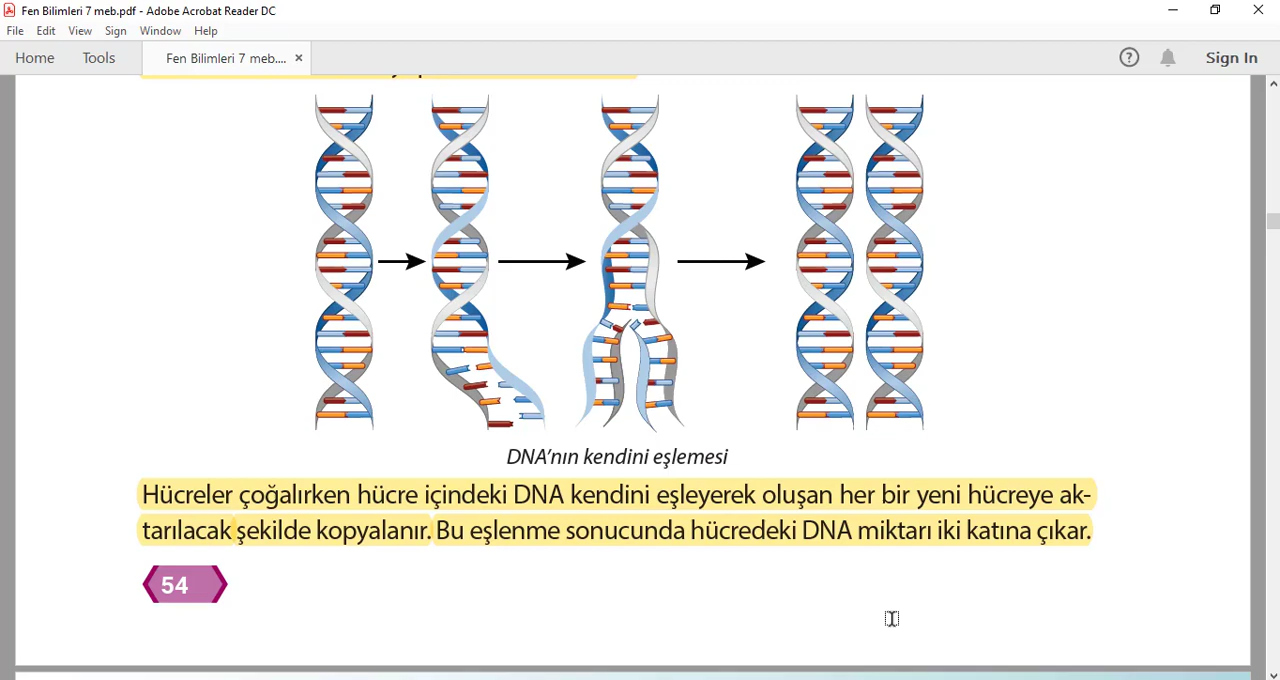 Fen Bilimleri 7 meb.pdf - Adobe Acrobat Reader DC
File Edit View Sign Window Help
Home Tools Fen Bilimleri 7 meb.... × Sign In
DNA’nın kendini eşlemesi
Hücreler çoğalırken hücre içindeki DNA kendini eşleyerek oluşan her bir yeni hücreye ak-
tarılacak şekilde kopyalanır. Bu eşlenme sonucunda hücredeki DNA miktarı iki katına çıkar.
54